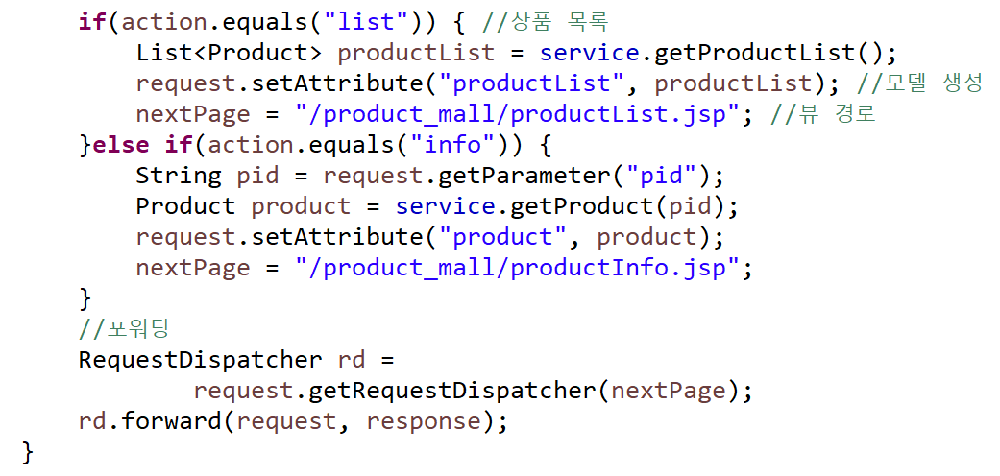 if(action.equals("list")) { //상품 목록
List<Product> productList = service.getProductList();
request.setAttribute("productList", productList); //모델 생성
nextPage = "/product_mall/productList.jsp"; //뷰 경로
}else if(action.equals("info")) {
String pid = request.getParameter("pid");
Product product = service.getProduct(pid);
request.setAttribute("product", product);
nextPage = "/product_mall/productInfo.jsp";
}
//포워딩
RequestDispatcher rd =
request.getRequestDispatcher(nextPage);
rd.forward(request, response);
}